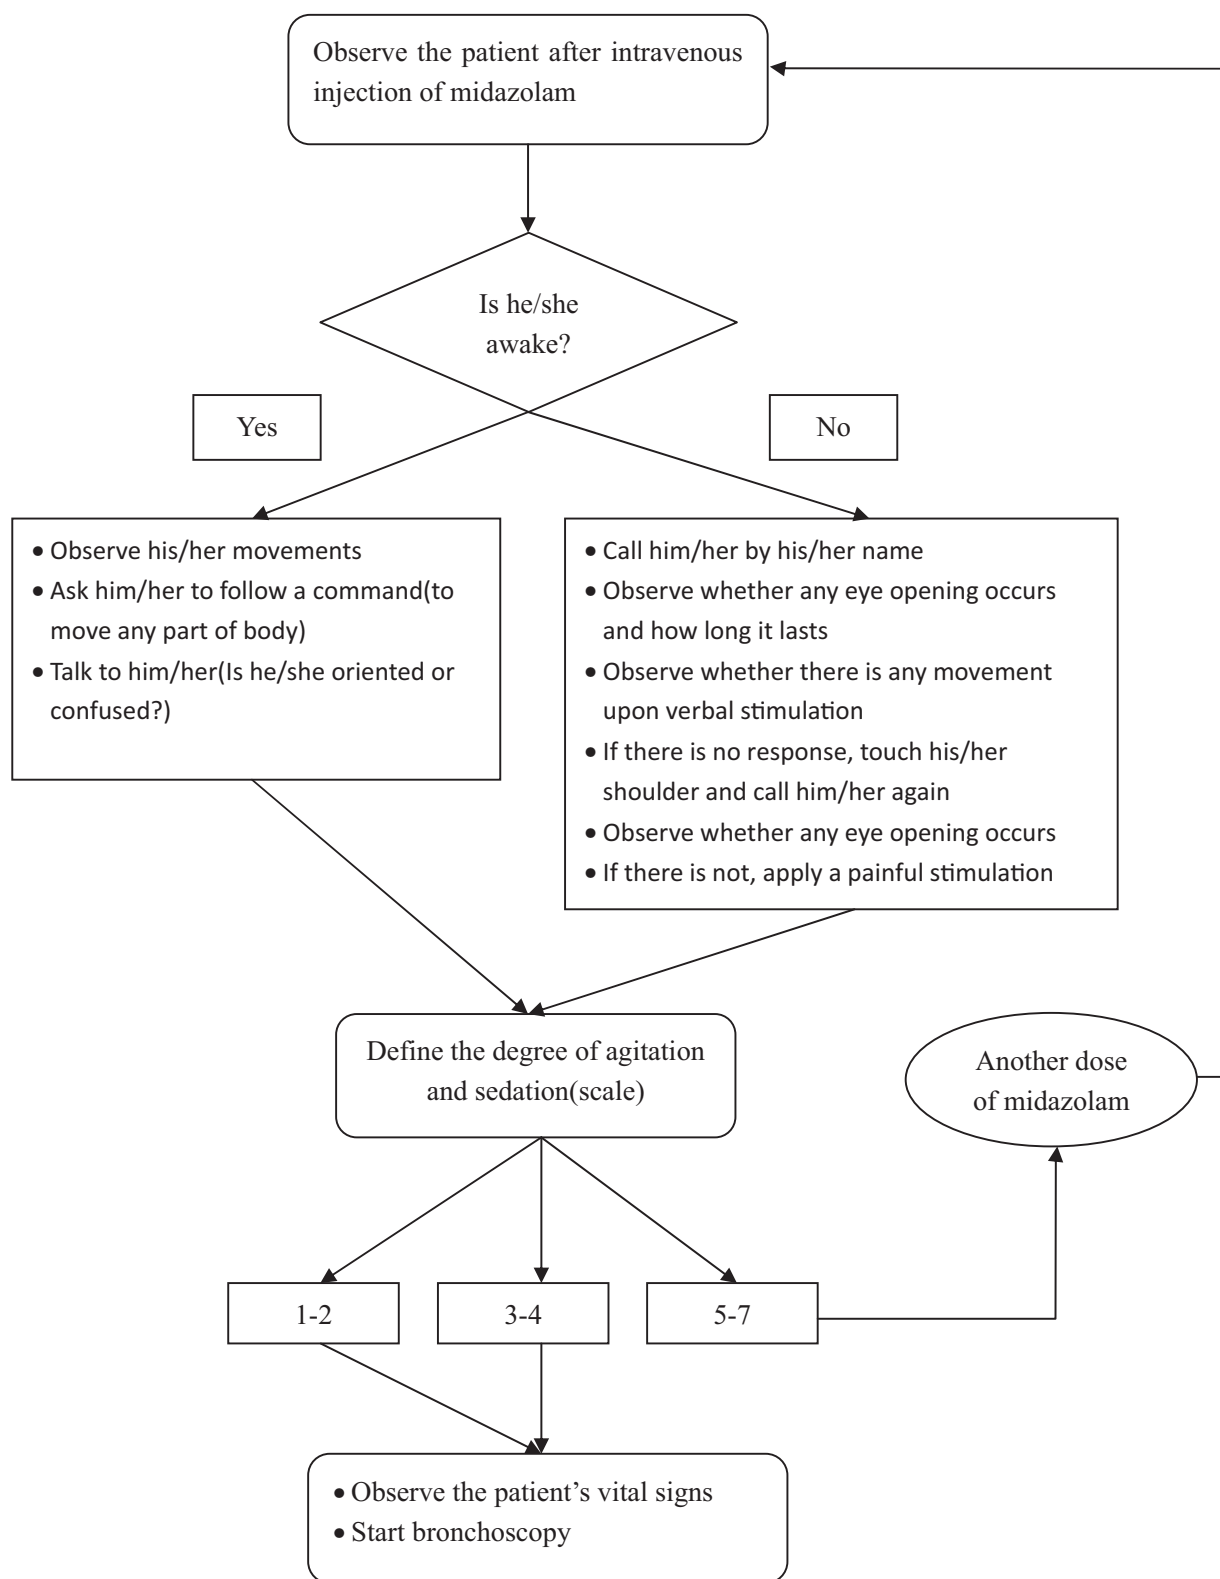 Observe the patient after intravenous
injection of midazolam
Is he/she
awake?
Yes
No
• Observe his/her movements
• Ask him/her to follow a command(to
move any part of body)
• Talk to him/her(Is he/she oriented or
confused?)
• Call him/her by his/her name
• Observe whether any eye opening occurs
and how long it lasts
• Observe whether there is any movement
upon verbal stimulation
• If there is no response, touch his/her
shoulder and call him/her again
• Observe whether any eye opening occurs
• If there is not, apply a painful stimulation
Define the degree of agitation
and sedation(scale)
Another dose
of midazolam
1-2
3-4
5-7
• Observe the patient’s vital signs
• Start bronchoscopy